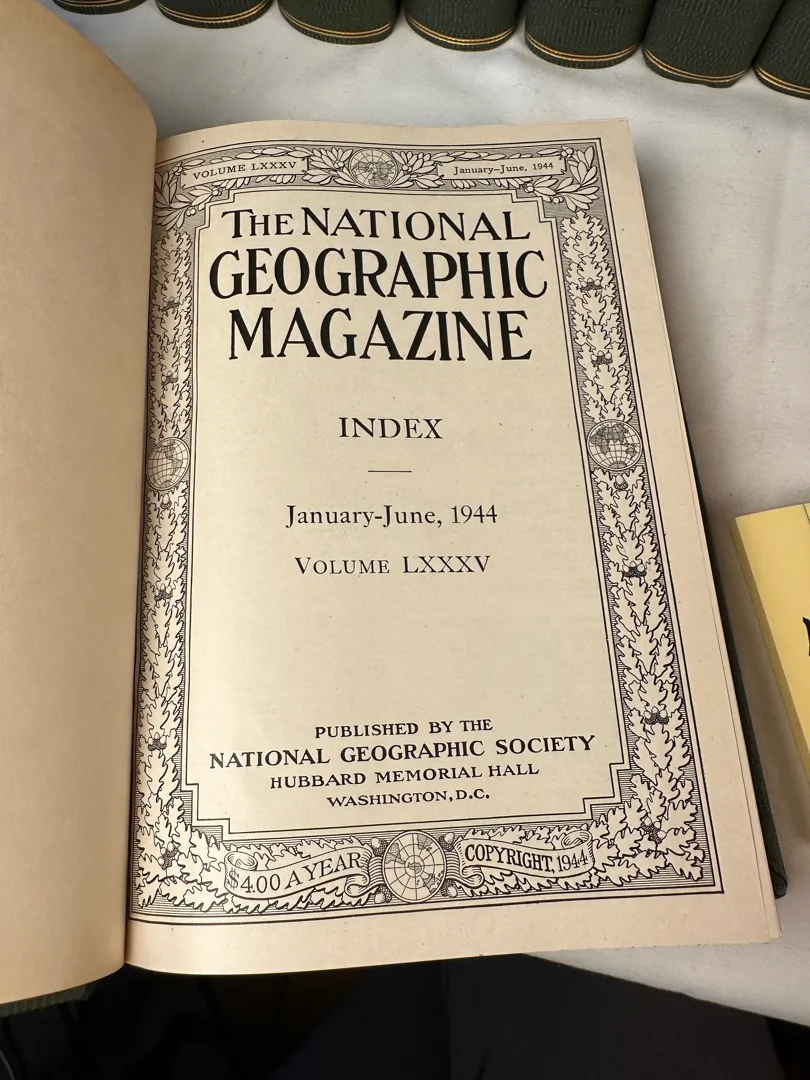 VOLUME LXXXV
January–June, 1944
THE NATIONAL
GEOGRAPHIC
MAGAZINE
INDEX
January-June, 1944
VOLUME LXXXV
PUBLISHED BY THE
NATIONAL GEOGRAPHIC SOCIETY
HUBBARD MEMORIAL HALL
WASHINGTON, D.C.
$4.00 A YEAR
COPYRIGHT, 1944